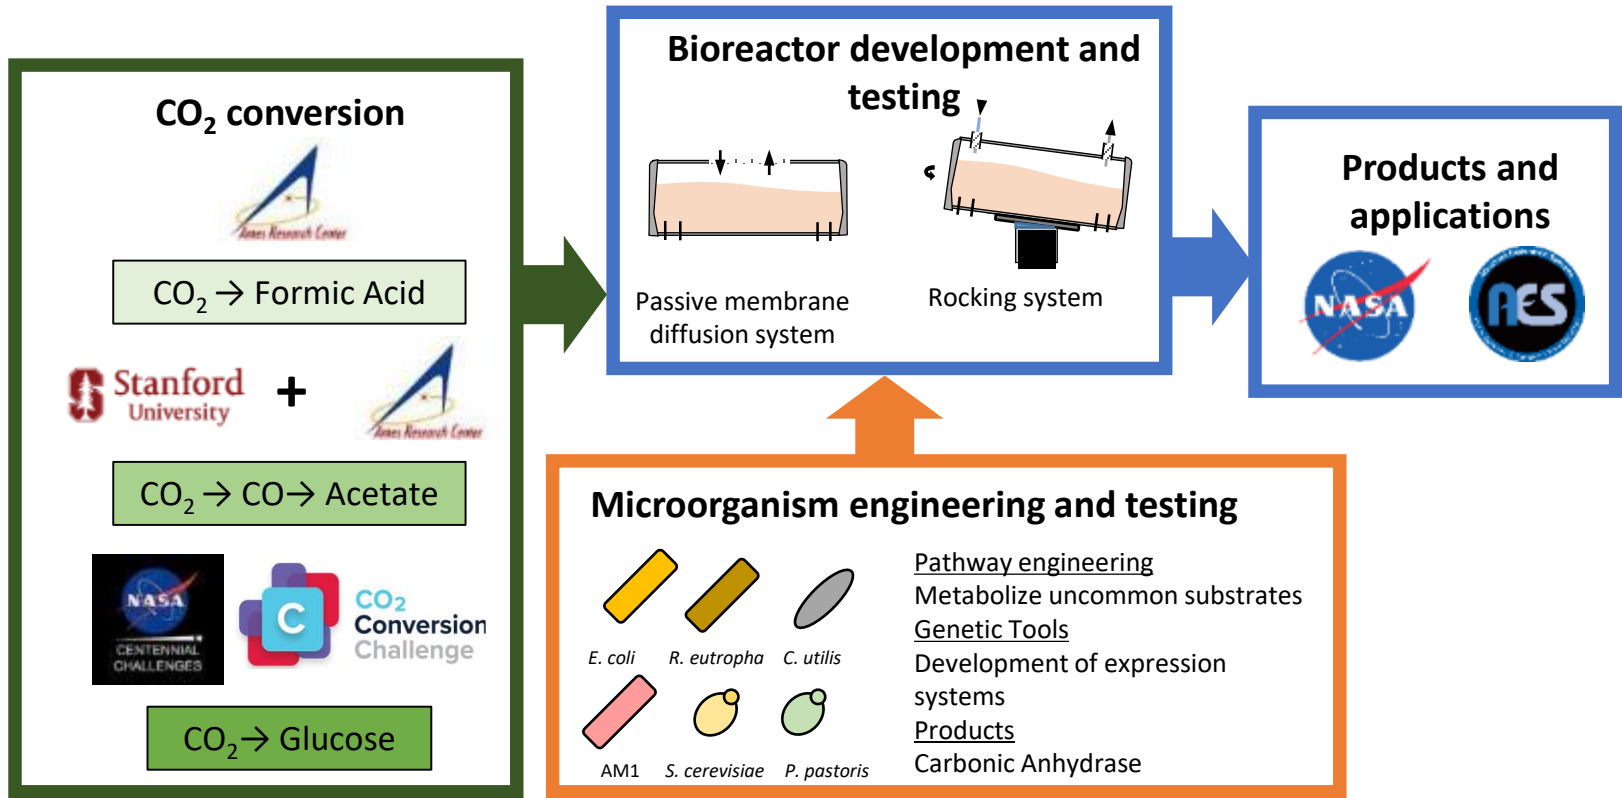 CO₂ conversion
Ames Research Center
CO₂ → Formic Acid
Stanford
University
+
Ames Research Center
CO₂ → CO→ Acetate
NASA
CENTENNIAL
CHALLENGES
C
CO₂
Conversion
Challenge
CO₂→ Glucose
Bioreactor development and
testing
Passive membrane
diffusion system
Rocking system
Products and
applications
NASA
AES
Microorganism engineering and testing
E. coli
R. eutropha
C. utilis
AM1
S. cerevisiae
P. pastoris
Pathway engineering
Metabolize uncommon substrates
Genetic Tools
Development of expression
systems
Products
Carbonic Anhydrase